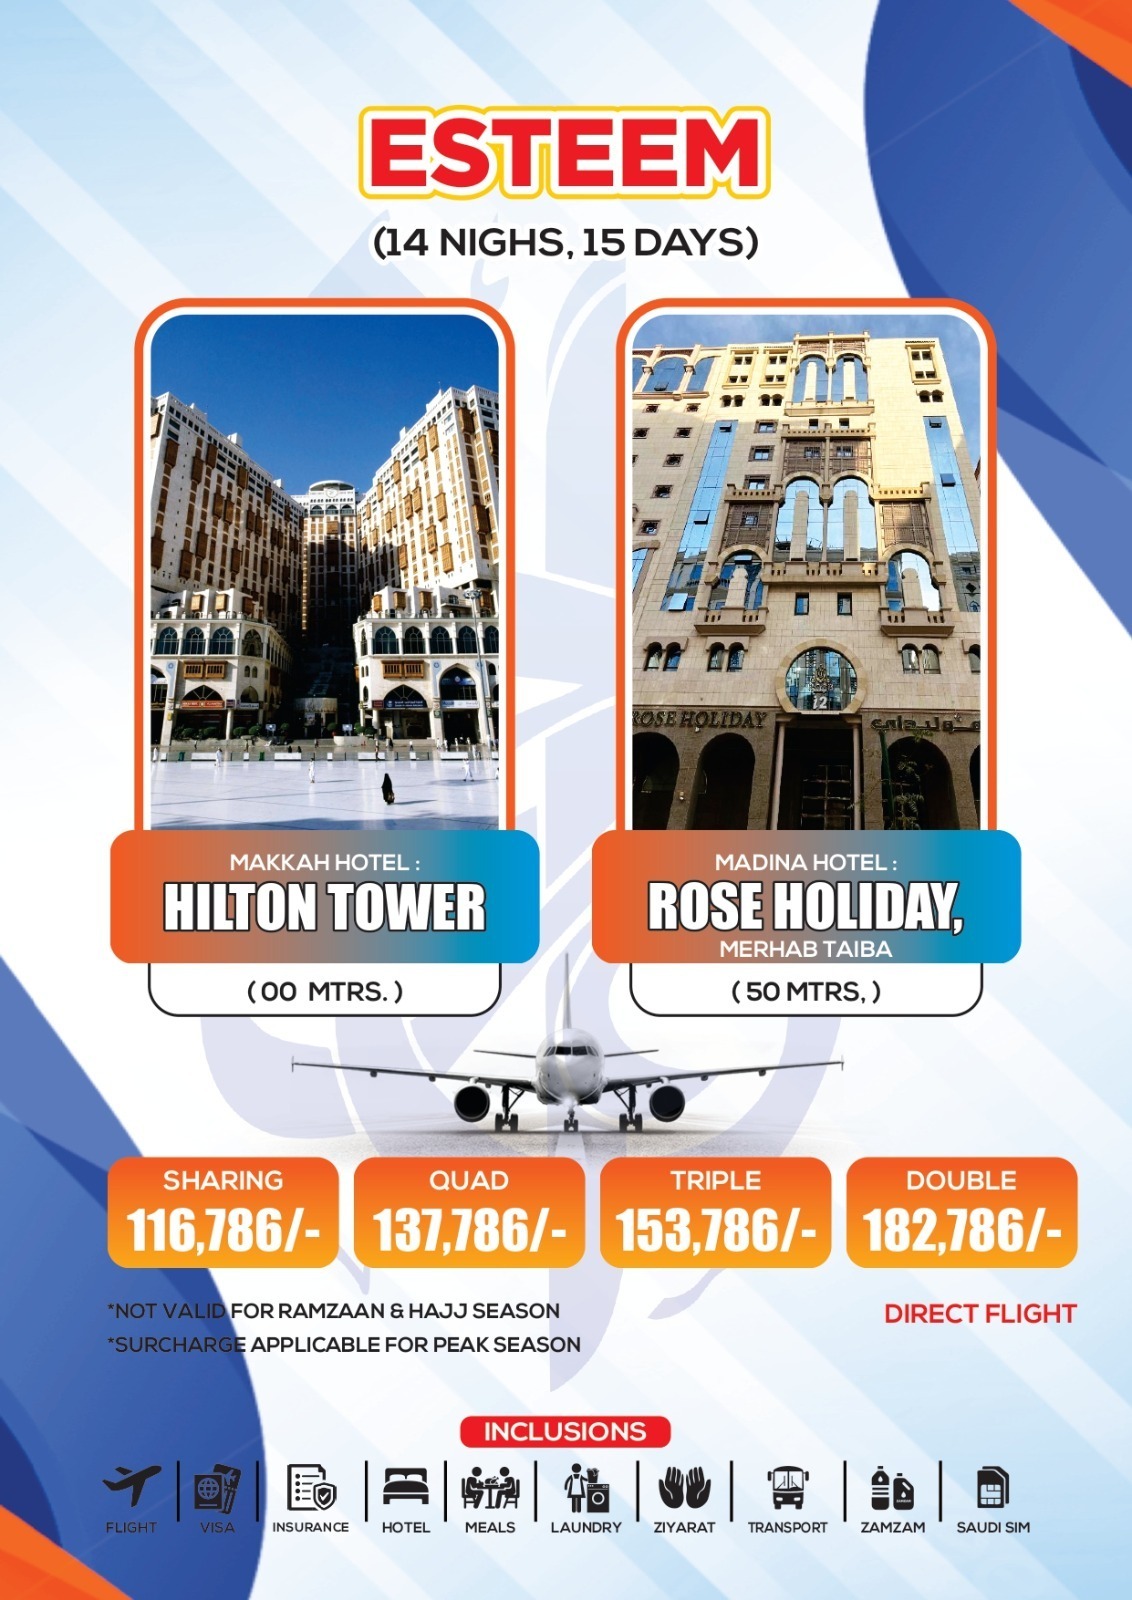 ESTEEM
(14 NIGHS, 15 DAYS)
ROSE HOLIDAY
12
MAKKAH HOTEL :
HILTON TOWER
(00 MTRS. )
MADINA HOTEL :
ROSE HOLIDAY,
MERHAB TAIBA
( 50 MTRS, )
SHARING
116,786/-
QUAD
137,786/-
TRIPLE
153,786/-
DOUBLE
182,786/-
*NOT VALID FOR RAMZAAN & HAJJ SEASON
*SURCHARGE APPLICABLE FOR PEAK SEASON
DIRECT FLIGHT
INCLUSIONS
FLIGHT
VISA
INSURANCE
HOTEL
MEALS
LAUNDRY
ZIYARAT
TRANSPORT
ZAMZAM
SAUDI SIM